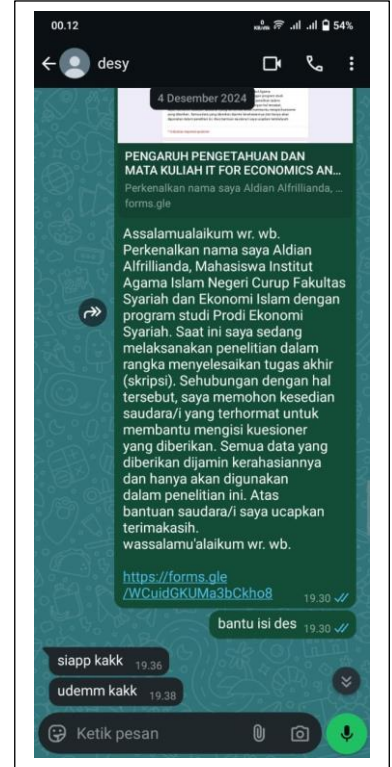 00.12
54%
desy
4 Desember 2024
PENGARUH PENGETAHUAN DAN
MATA KULIAH IT FOR ECONOMICS AN...
Perkenalkan nama saya Aldian Alfrillianda, ...
forms.gle
Assalamualaikum wr. wb.
Perkenalkan nama saya Aldian
Alfrillianda, Mahasiswa Institut
Agama Islam Negeri Curup Fakultas
Syariah dan Ekonomi Islam dengan
program studi Prodi Ekonomi
Syariah. Saat ini saya sedang
melaksanakan penelitian dalam
rangka menyelesaikan tugas akhir
(skripsi). Sehubungan dengan hal
tersebut, saya memohon kesedian
saudara/i yang terhormat untuk
membantu mengisi kuesioner
yang diberikan. Semua data yang
diberikan dijamin kerahasiannya
dan hanya akan digunakan
dalam penelitian ini. Atas
bantuan saudara/i saya ucapkan
terimakasih.
wassalamu'alaikum wr. wb.
https://forms.gle
/WCuidGKUMa3bCkho8 19.30
bantu isi des 19.30
siapp kakk 19.36
udemm kakk 19.38
Ketik pesan